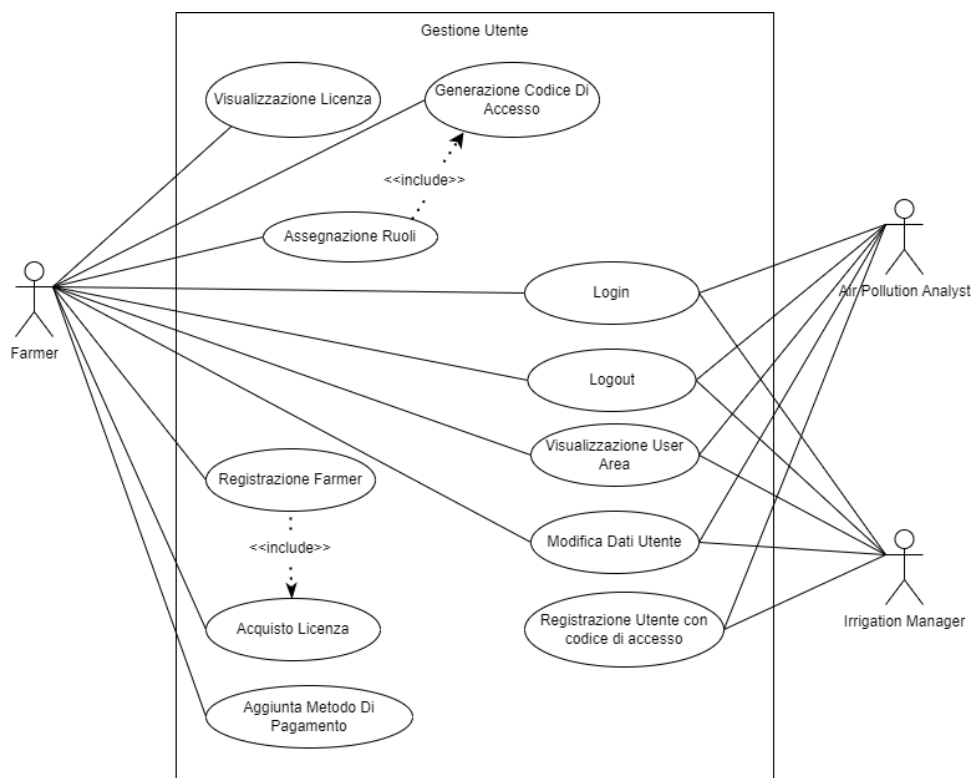 Gestione Utente
Visualizzazione Licenza
Generazione Codice Di
Accesso
<<include>>
Assegnazione Ruoli
Login
Air Pollution Analyst
Farmer
Logout
Visualizzazione User
Area
Registrazione Farmer
<<include>>
Modifica Dati Utente
Acquisto Licenza
Registrazione Utente con
codice di accesso
Irrigation Manager
Aggiunta Metodo Di
Pagamento